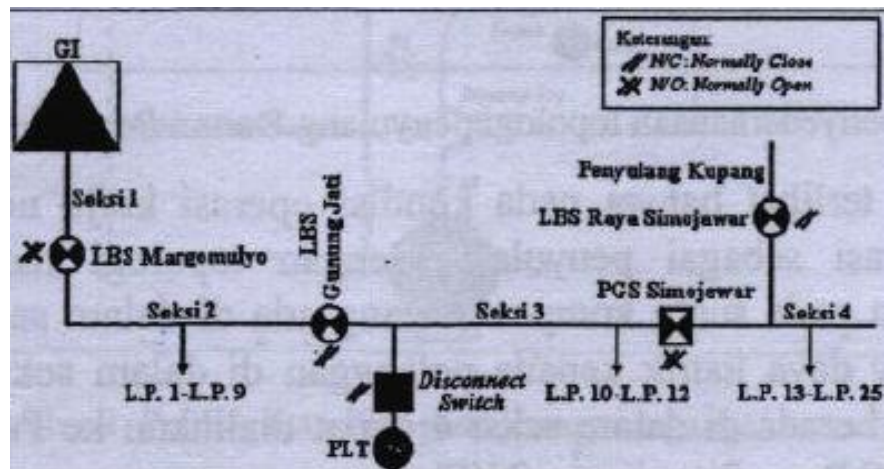 GI
Keterangan:
N/C: Normally Close
N/O: Normally Open
Seksi 1
LBS Margomulyo
LBS
Gunung Jati
Penyulang Kupang
LBS Raya Simojawar
PGS Simojawar
Seksi 2
Seksi 3
Seksi 4
L.P. 1-L.P. 9
Disconnect
Switch
L.P. 10-L.P. 12
L.P. 13-L.P. 25
PLT